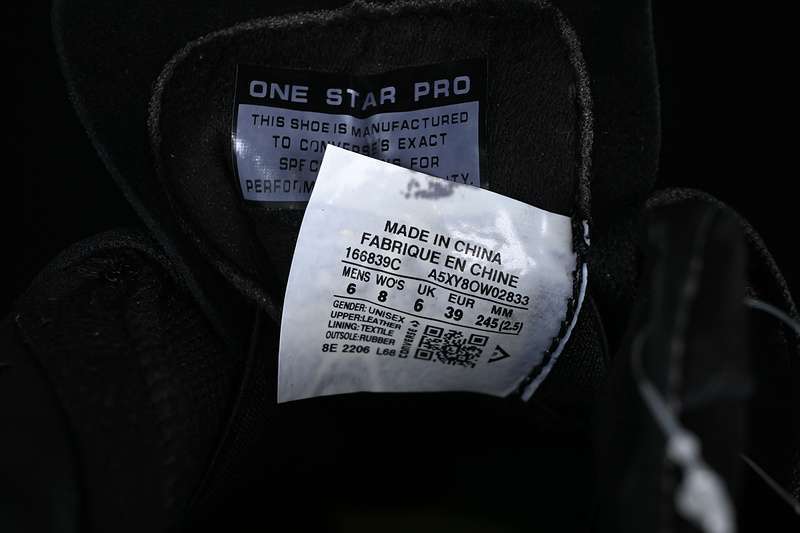 ONE STAR PRO
THIS SHOE IS MANUFACTURED
TO CONVERSE'S EXACT
FOR
MADE IN CHINA
FABRIQUE EN CHINE
166839C A5XY8OW02833
MENS WO'S UK EUR MM
6 8 6 39 245 (2.5)
GENDER: UNISEX
UPPER:LEATHER
LINING:TEXTILE
OUTSOLE:RUBBER
8E 2206 L68
CONVERSE